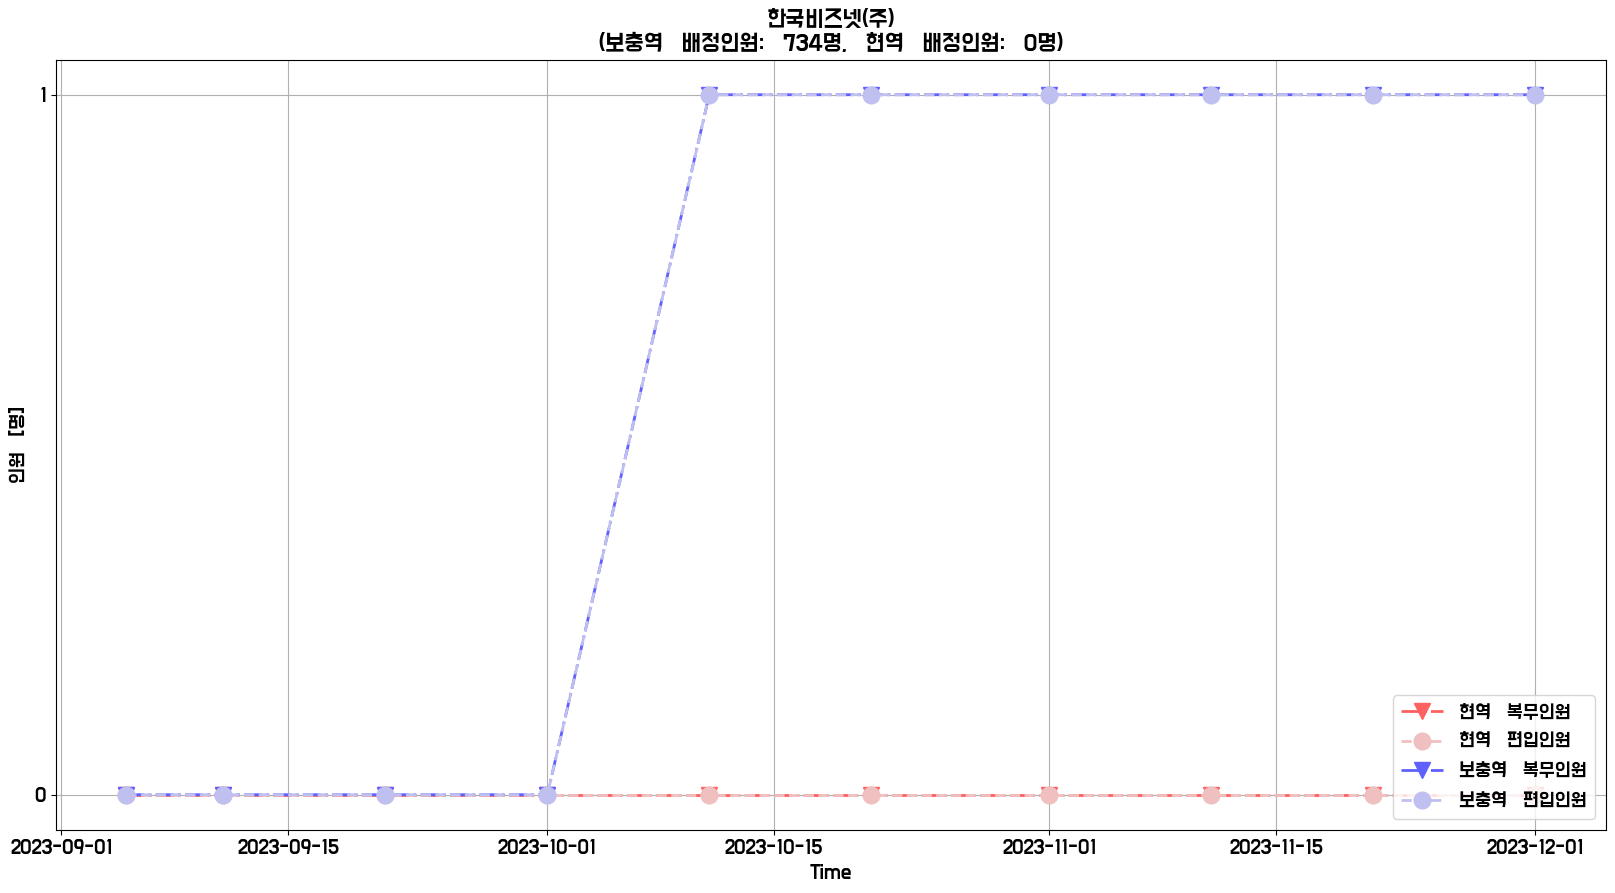 한국비즈넷(주)
(보충역 배정인원: 734명, 현역 배정인원: 0명)
1
인원 [명]
0
현역 복무인원
현역 편입인원
보충역 복무인원
보충역 편입인원
2023-09-01 2023-09-15 2023-10-01 2023-10-15 2023-11-01 2023-11-15 2023-12-01
Time